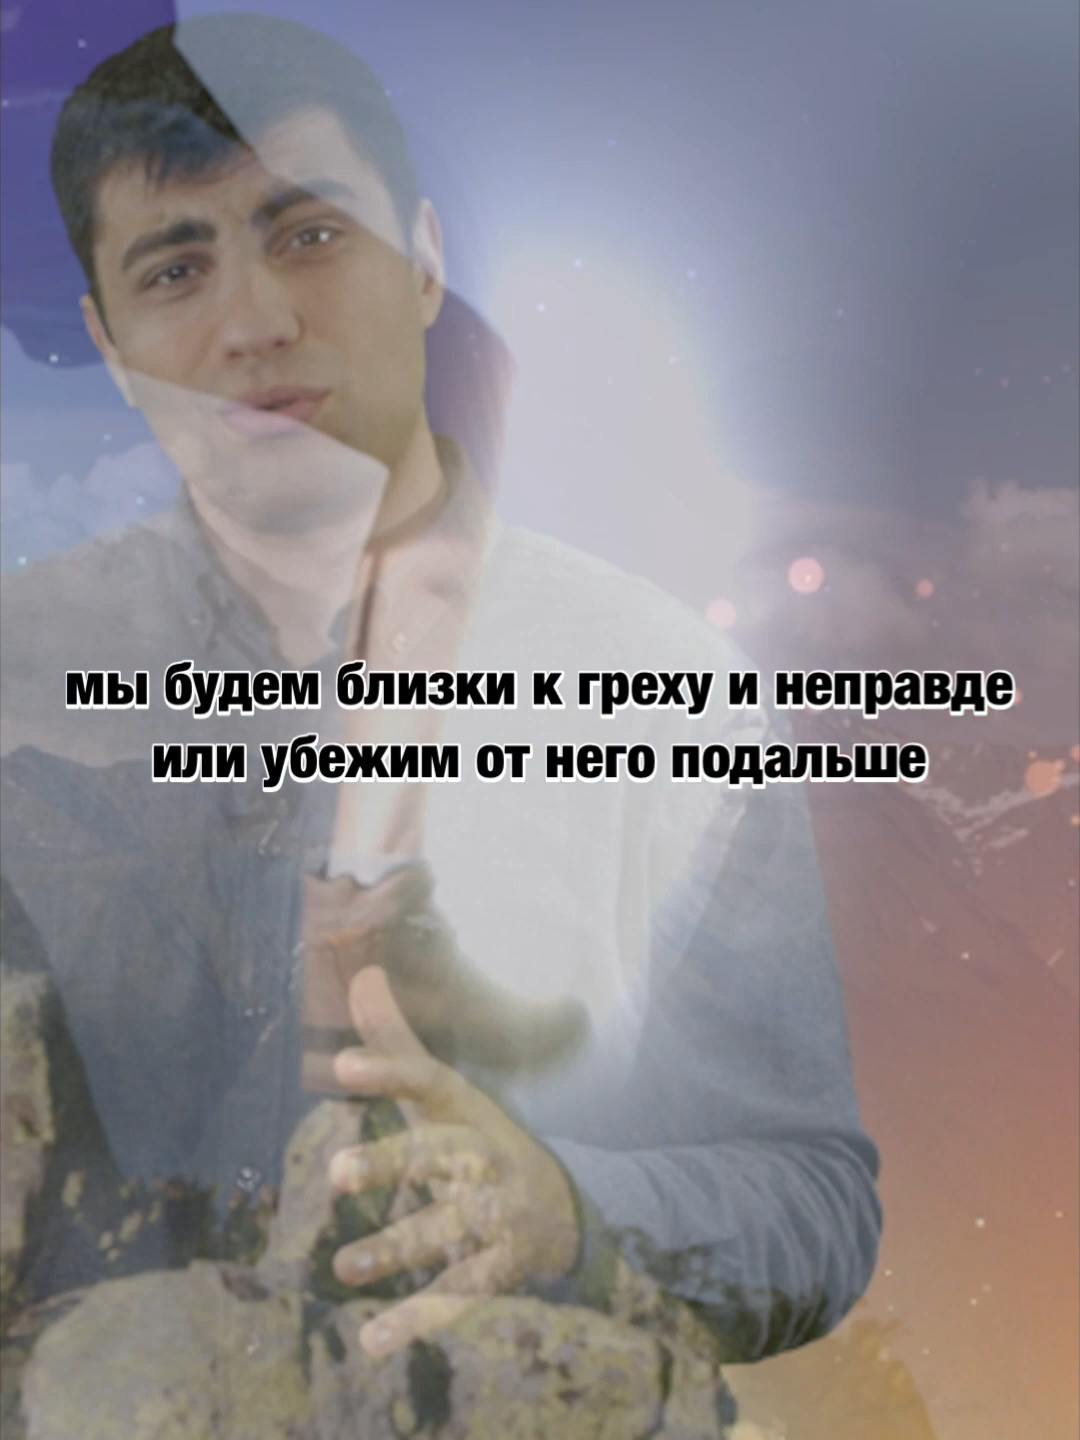 мы будем близки к греху и неправде
или убежим от него подальше